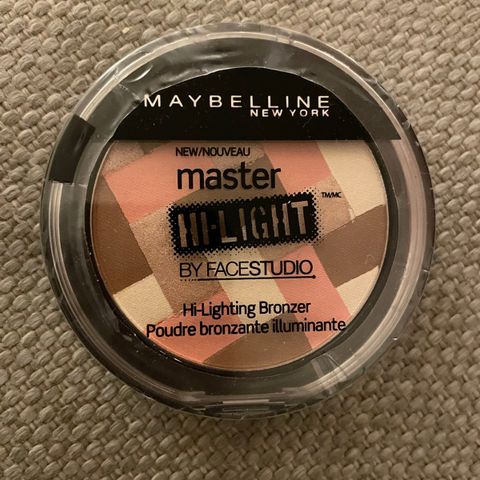 MAYBELLINE
NEW YORK
NEW/NOUVEAU
master
HI-LIGHT TM/MC
BY FACESTUDIO
Hi-Lighting Bronzer
Poudre bronzante illuminante